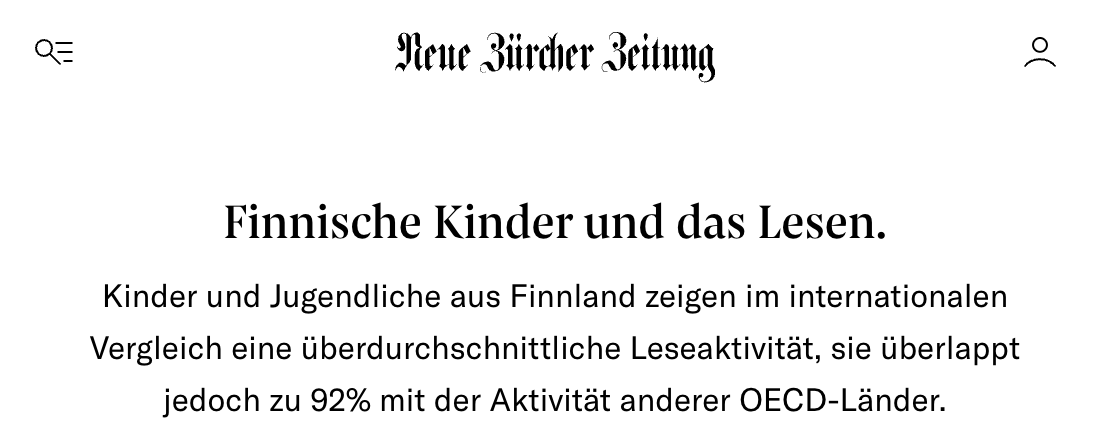 Neue Zürcher Zeitung
Finnische Kinder und das Lesen.
Kinder und Jugendliche aus Finnland zeigen im internationalen
Vergleich eine überdurchschnittliche Leseaktivität, sie überlappt
jedoch zu 92% mit der Aktivität anderer OECD-Länder.